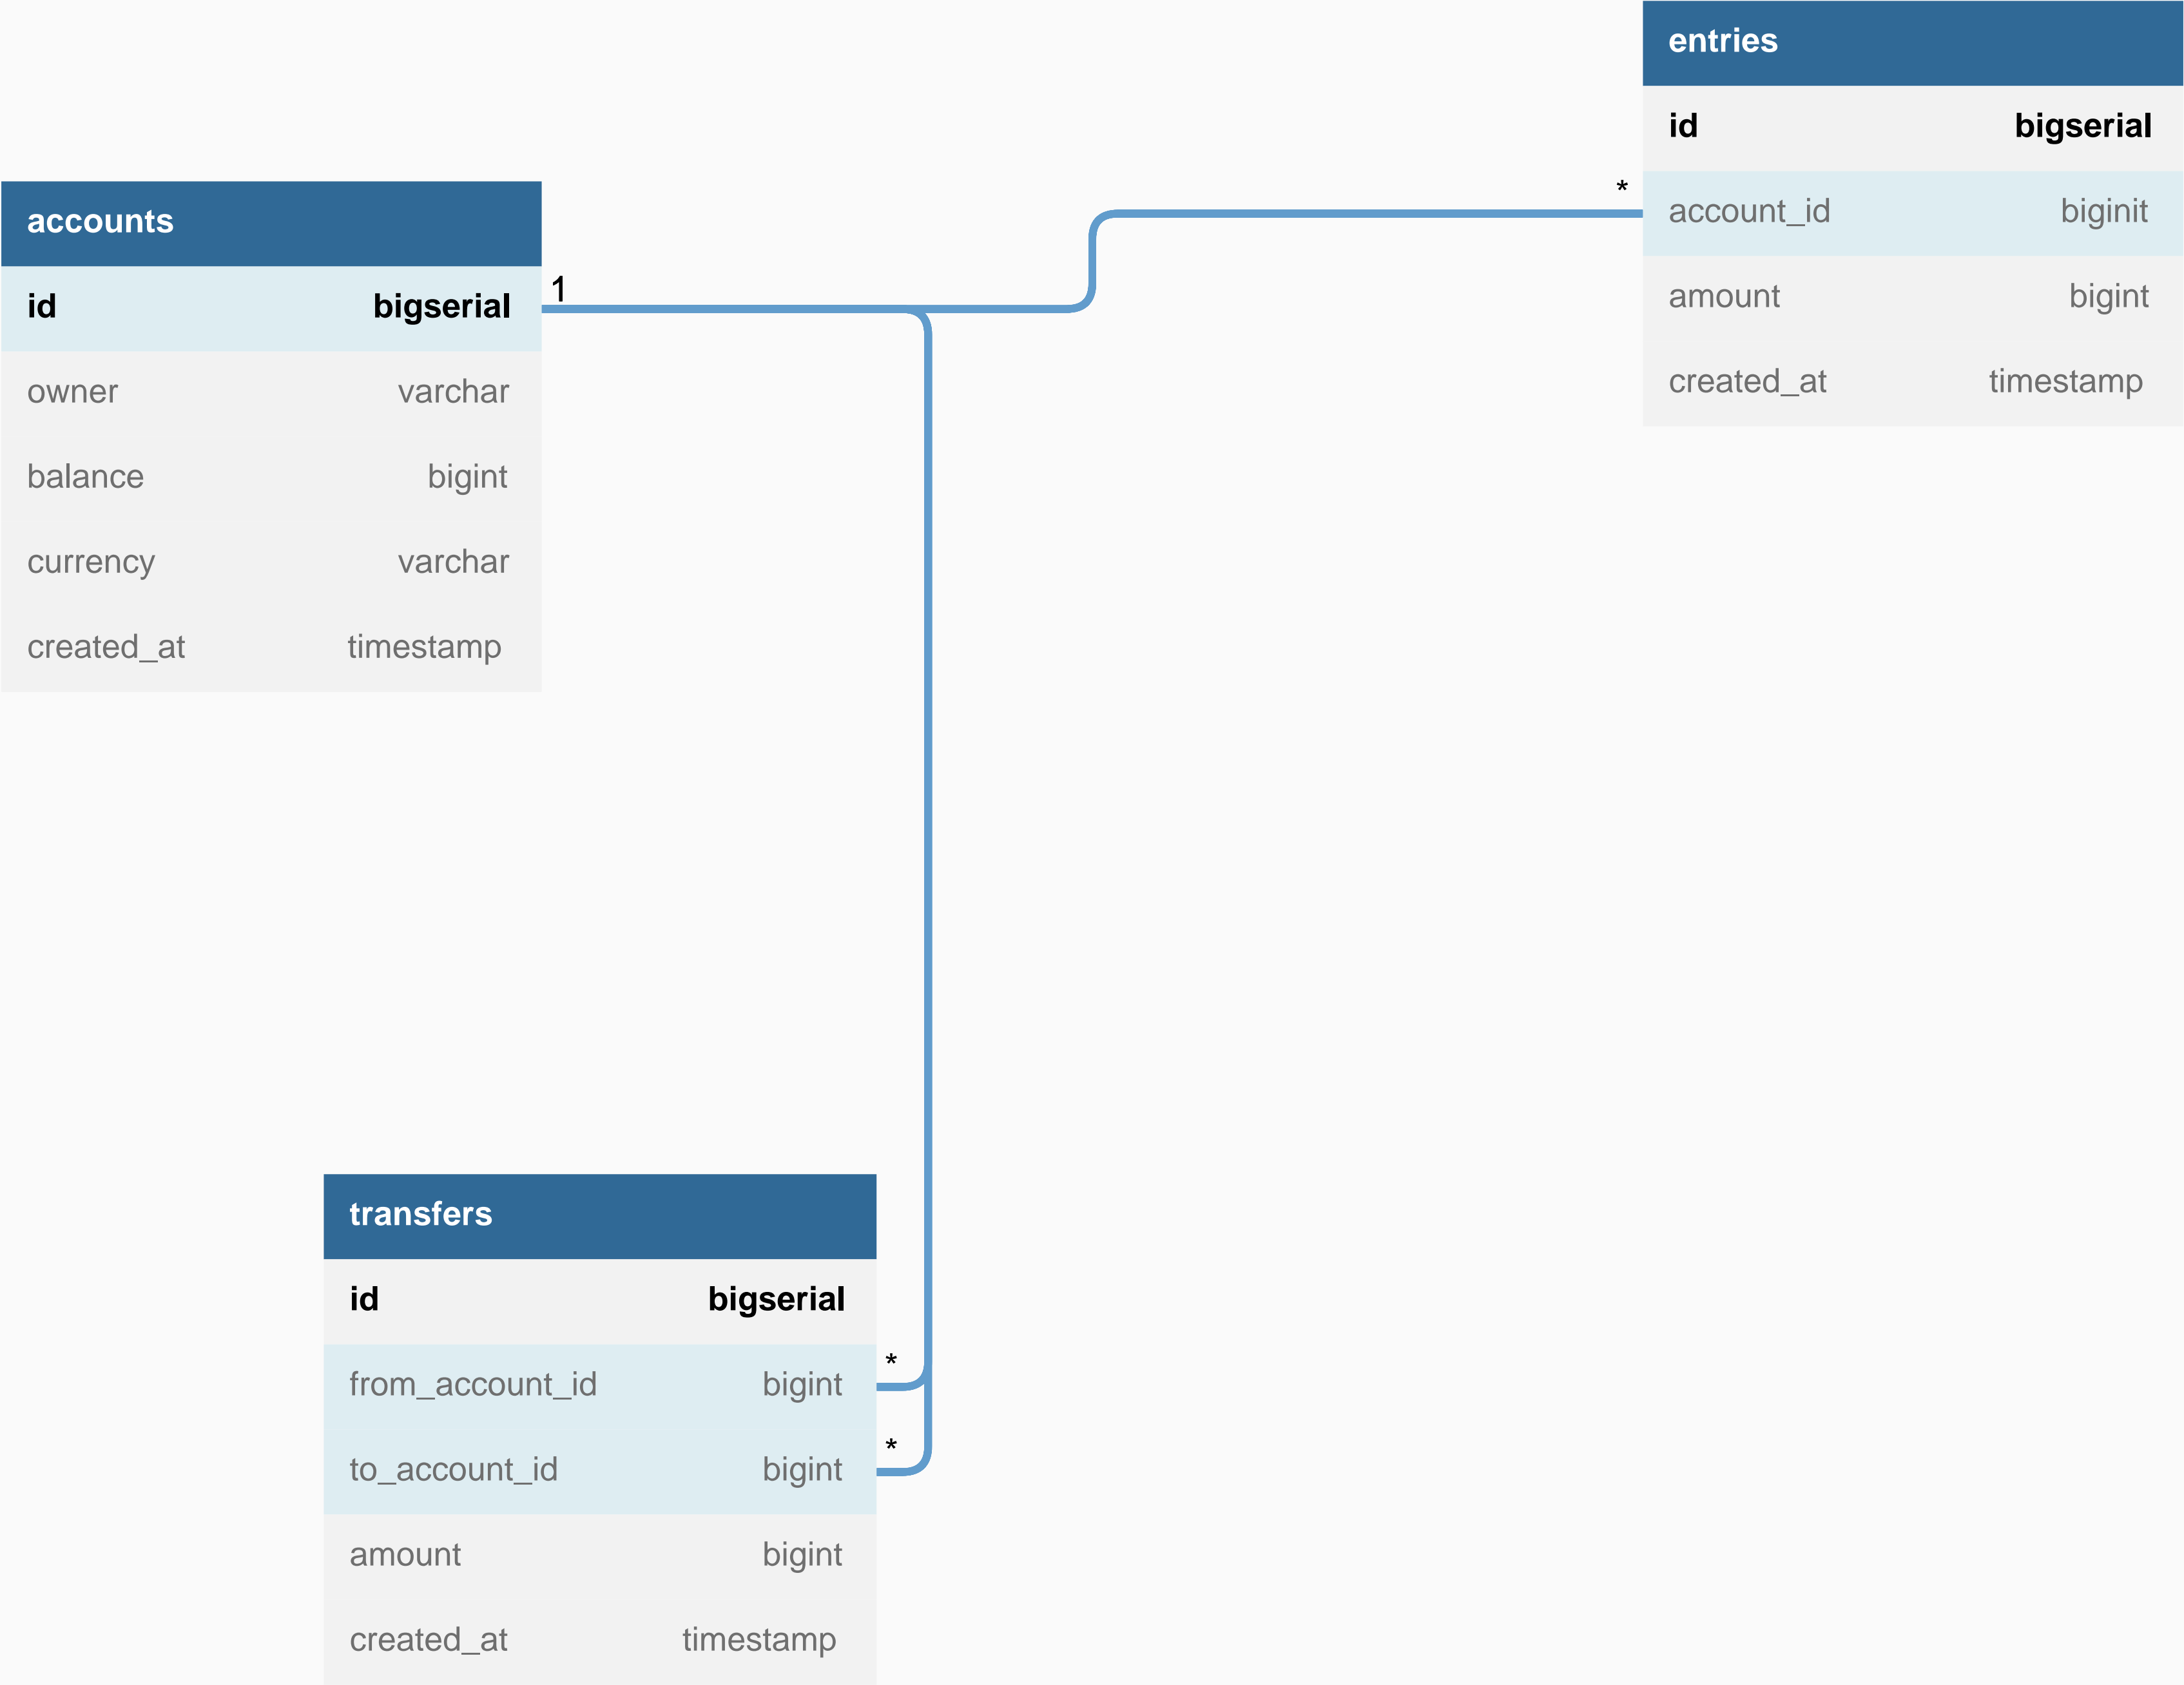 accounts
id bigserial
owner varchar
balance bigint
currency varchar
created_at timestamp
1
*
entries
id bigserial
account_id biginit
amount bigint
created_at timestamp
transfers
id bigserial
from_account_id bigint
*
to_account_id bigint
*
amount bigint
created_at timestamp